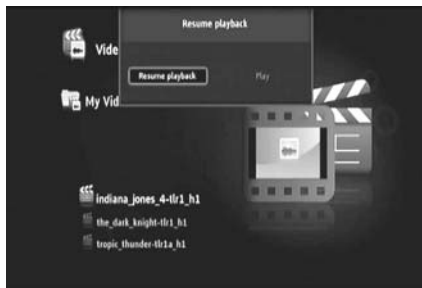 Resume playback
Vide
Resume playback Play
My Vid
indiana_jones_4-tlr1_h1
the_dark_knight-tlr1_h1
tropic_thunder-tlr1a_h1